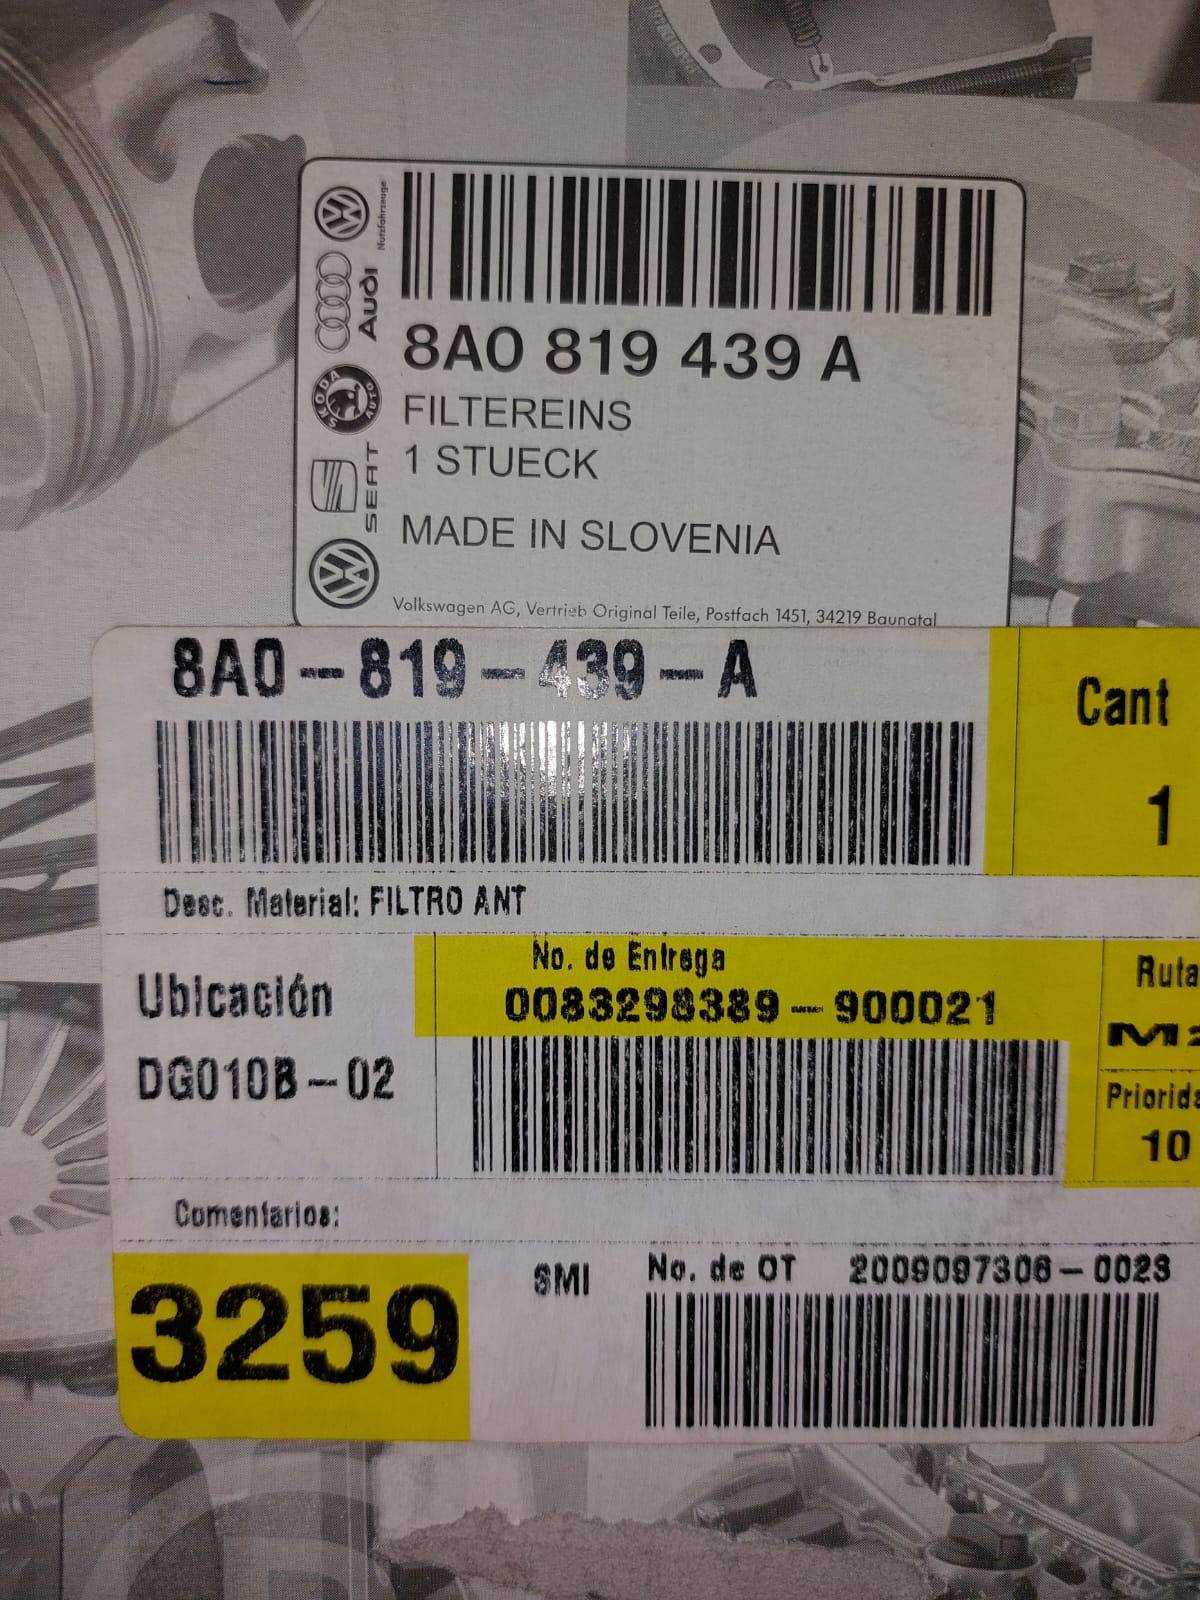 Nutzfahrzeuge
Audi
SKODA AUTO
SEAT
8A0 819 439 A
FILTEREINS
1 STUECK
MADE IN SLOVENIA
Volkswagen AG, Vertrieb Original Teile, Postfach 1451, 34219 Baunatal
8A0-819-439-A
Cant
1
Desc. Material: FILTRO ANT
Ubicación
DG010B-02
No. de Entrega
0083298389-900021
Ruta
Priorida
10
Comentarios:
3259
SMI
No. de OT 2009097306-0023